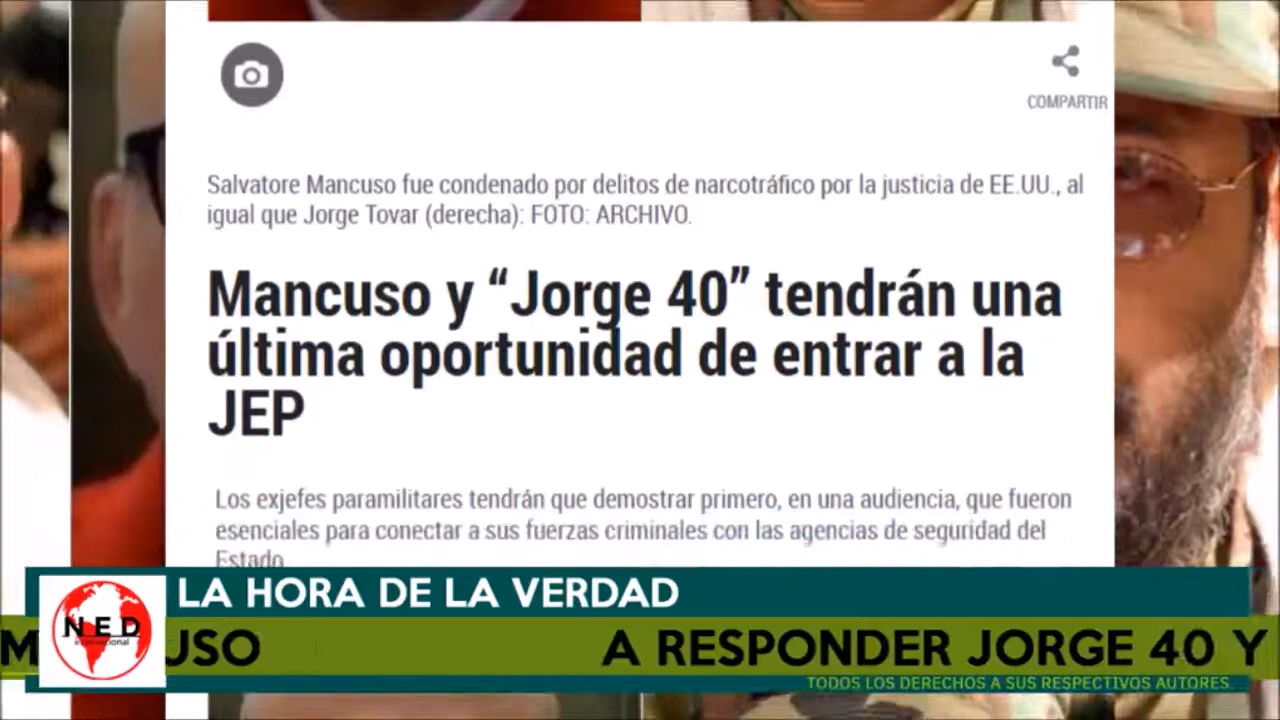 COMPARTIR
Salvatore Mancuso fue condenado por delitos de narcotráfico por la justicia de EE.UU., al
igual que Jorge Tovar (derecha): FOTO: ARCHIVO.
Mancuso y “Jorge 40” tendrán una
última oportunidad de entrar a la
JEP
Los exjefes paramilitares tendrán que demostrar primero, en una audiencia, que fueron
esenciales para conectar a sus fuerzas criminales con las agencias de seguridad del
Estado
LA HORA DE LA VERDAD
NED
internacional
M USO A RESPONDER JORGE 40 Y
TODOS LOS DERECHOS A SUS RESPECTIVOS AUTORES